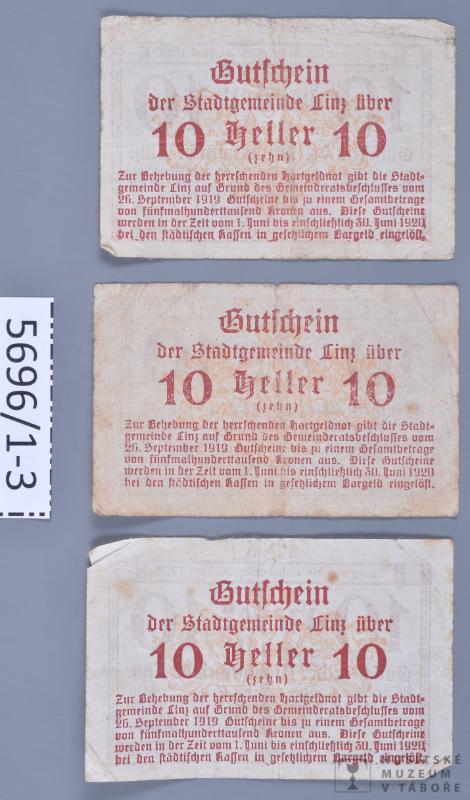 Gutschein
der Stadtgemeinde Linz über
10 Heller 10
(zehn)
Zur Behebung der herrschenden Hartgeldnot gibt die Stadt-
gemeinde Linz auf Grund des Gemeinderatsbeschlusses vom
26. September 1919 Gutscheine bis zu einem Gesamtbetrage
von fünfmalhunderttausend Kronen aus. Diese Gutscheine
werden in der Zeit vom 1. Juni bis einschließlich 30. Juni 1920
bei den städtischen Kassen in gesetzlichem Bargeld eingelöst.
Gutschein
der Stadtgemeinde Linz über
10 Heller 10
(zehn)
Zur Behebung der herrschenden Hartgeldnot gibt die Stadt-
gemeinde Linz auf Grund des Gemeinderatsbeschlusses vom
26. September 1919 Gutscheine bis zu einem Gesamtbetrage
von fünfmalhunderttausend Kronen aus. Diese Gutscheine
werden in der Zeit vom 1. Juni bis einschließlich 30. Juni 1920
bei den städtischen Kassen in gesetzlichem Bargeld eingelöst.
5696/1-3
Gutschein
der Stadtgemeinde Linz über
10 Heller 10
(zehn)
Zur Behebung der herrschenden Hartgeldnot gibt die Stadt-
gemeinde Linz auf Grund des Gemeinderatsbeschlusses vom
26. September 1919 Gutscheine bis zu einem Gesamtbetrage
von fünfmalhunderttausend Kronen aus. Diese Gutscheine
werden in der Zeit vom 1. Juni bis einschließlich 30. Juni 1920
bei den städtischen Kassen in gesetzlichem Bargeld eingelöst.
HUSITSKÉ
MUZEUM
V TÁBOŘE